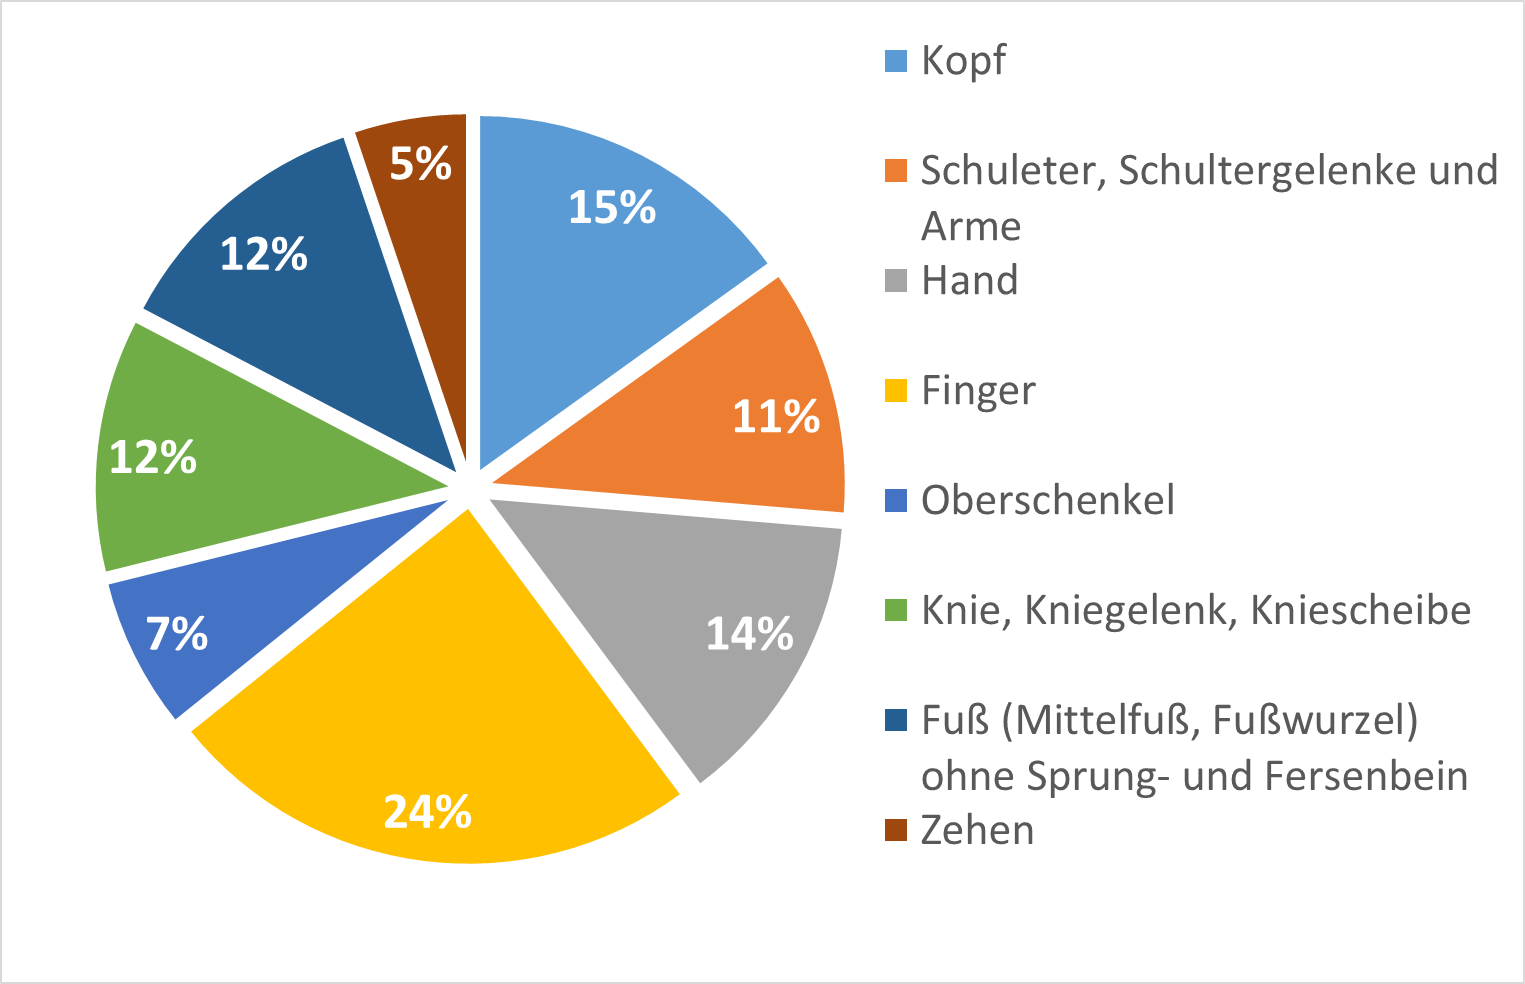 15%
11%
14%
24%
7%
12%
12%
5%
Kopf
Schuleter, Schultergelenke und
Arme
Hand
Finger
Oberschenkel
Knie, Kniegelenk, Kniescheibe
Fuß (Mittelfuß, Fußwurzel)
ohne Sprung- und Fersenbein
Zehen